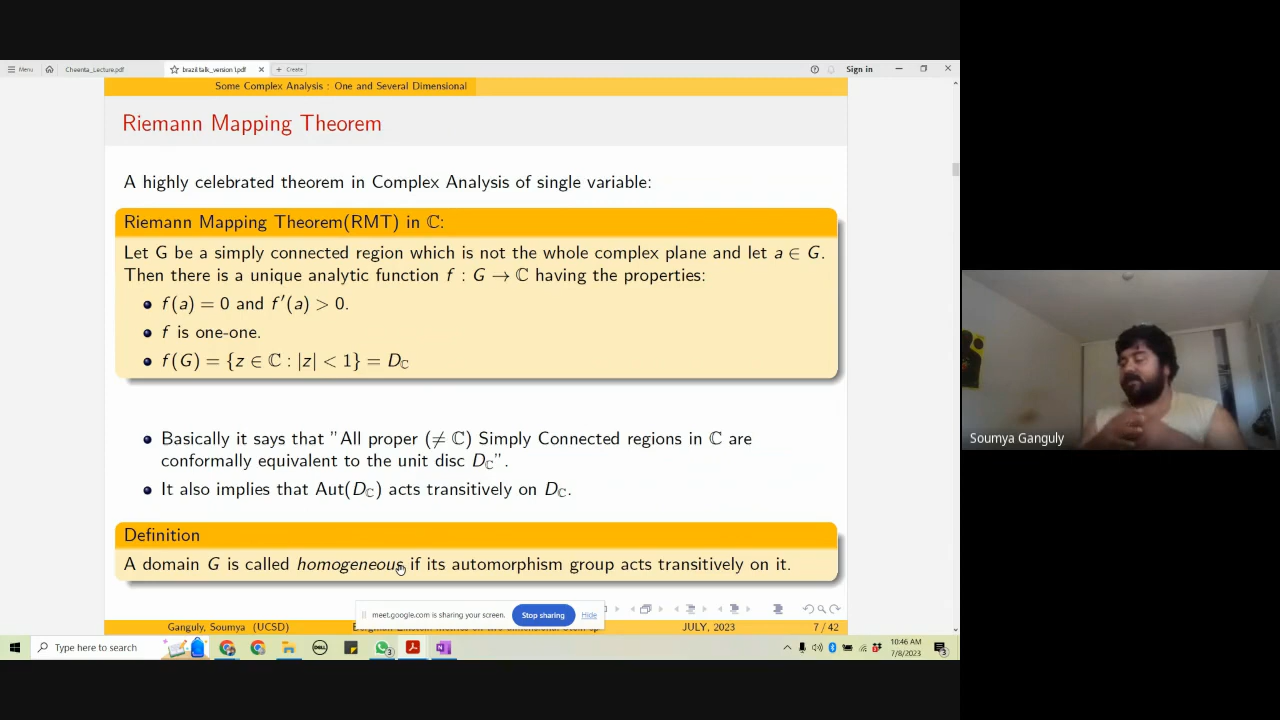 Menu
Cheenta_Lecture.pdf
brazil talk_version 1.pdf
Create
Sign in
Some Complex Analysis : One and Several Dimensional
Riemann Mapping Theorem
A highly celebrated theorem in Complex Analysis of single variable:
Riemann Mapping Theorem(RMT) in ℂ:
Let G be a simply connected region which is not the whole complex plane and let a ∈ G.
Then there is a unique analytic function f : G → ℂ having the properties:
f(a) = 0 and f′(a) > 0.
f is one-one.
f(G) = {z ∈ ℂ : |z| < 1} = D_ℂ
Basically it says that "All proper (≠ ℂ) Simply Connected regions in ℂ are
conformally equivalent to the unit disc D_ℂ".
It also implies that Aut(D_ℂ) acts transitively on D_ℂ.
Definition
A domain G is called homogeneous if its automorphism group acts transitively on it.
meet.google.com is sharing your screen.
Stop sharing
Hide
Ganguly, Soumya (UCSD)
JULY, 2023
7 / 42
Type here to search
10:46 AM
7/8/2023
Soumya Ganguly